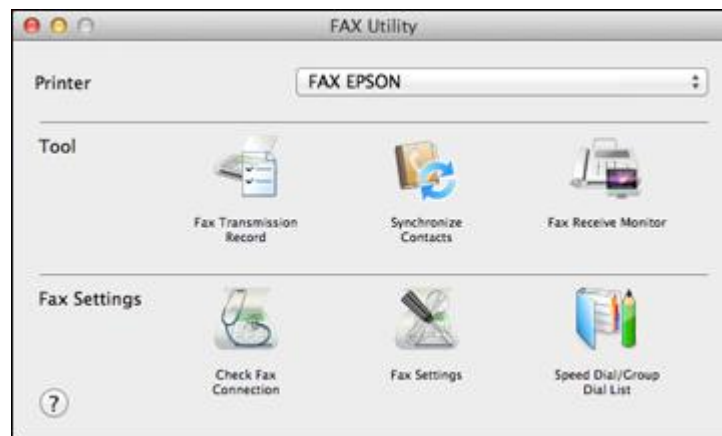 FAX Utility
Printer
FAX EPSON
Tool
Fax Transmission
Record
Synchronize
Contacts
Fax Receive Monitor
Fax Settings
Check Fax
Connection
Fax Settings
Speed Dial/Group
Dial List
?